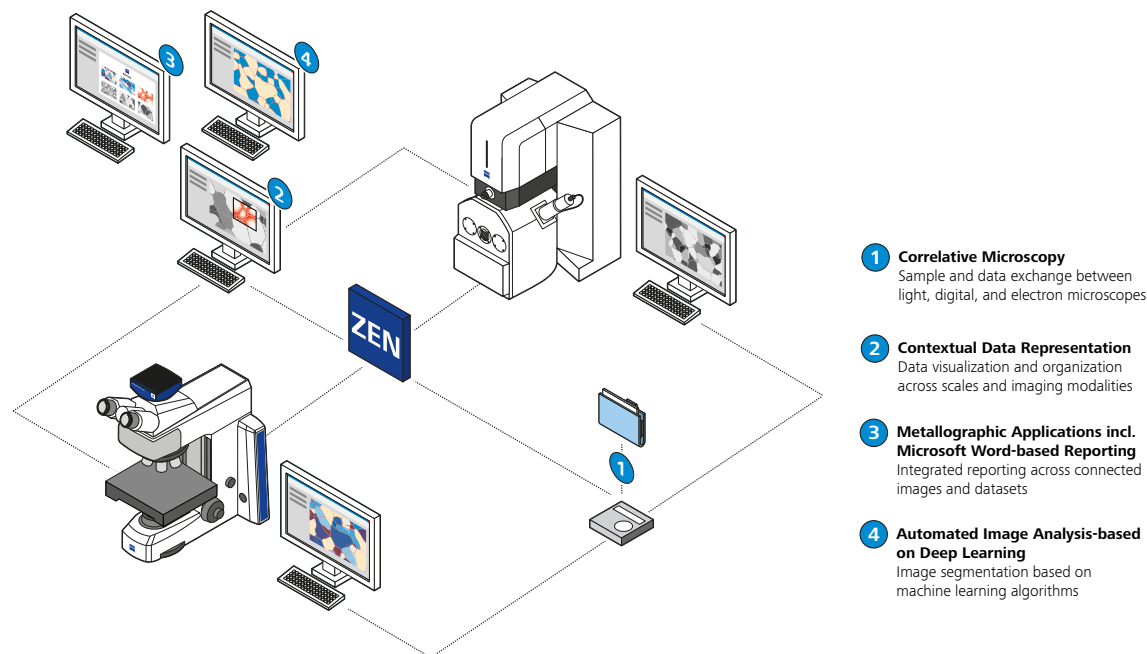 3
4
2
ZEN
1
1
Correlative Microscopy
Sample and data exchange between
light, digital, and electron microscopes
2
Contextual Data Representation
Data visualization and organization
across scales and imaging modalities
3
Metallographic Applications incl.
Microsoft Word-based Reporting
Integrated reporting across connected
images and datasets
4
Automated Image Analysis-based
on Deep Learning
Image segmentation based on
machine learning algorithms